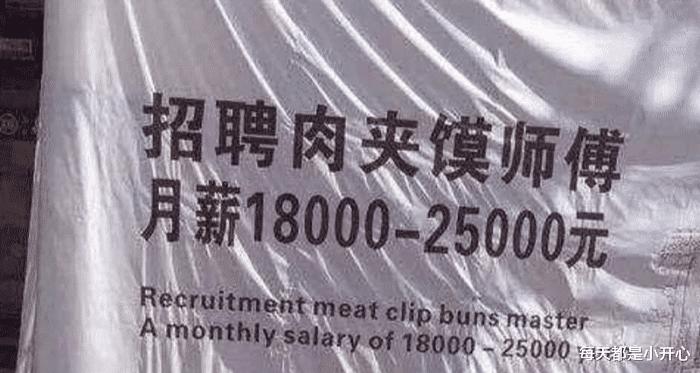 招聘肉夹馍师傅
月薪18000-25000元
Recruitment meat clip buns master
A monthly salary of 18000 - 25000
每天都是小开心